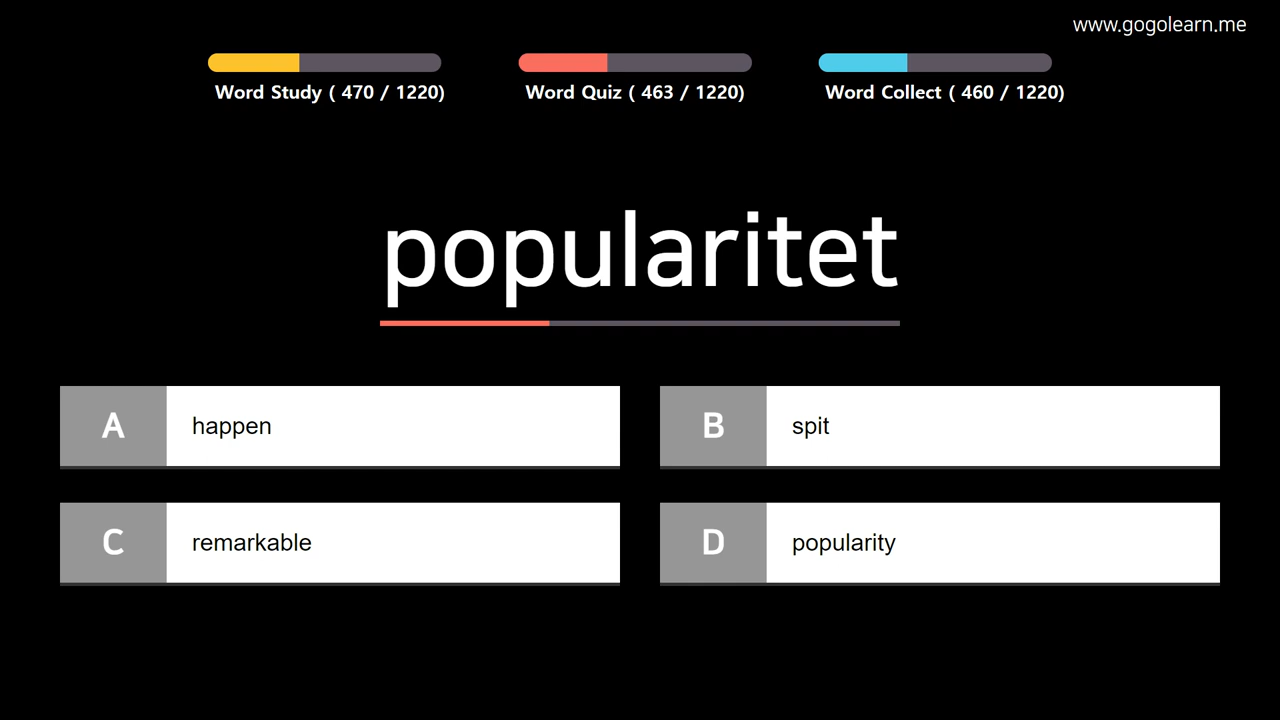 www.gogolearn.me
Word Study ( 470 / 1220)
Word Quiz ( 463 / 1220)
Word Collect ( 460 / 1220)
popularitet
A happen
B spit
C remarkable
D popularity